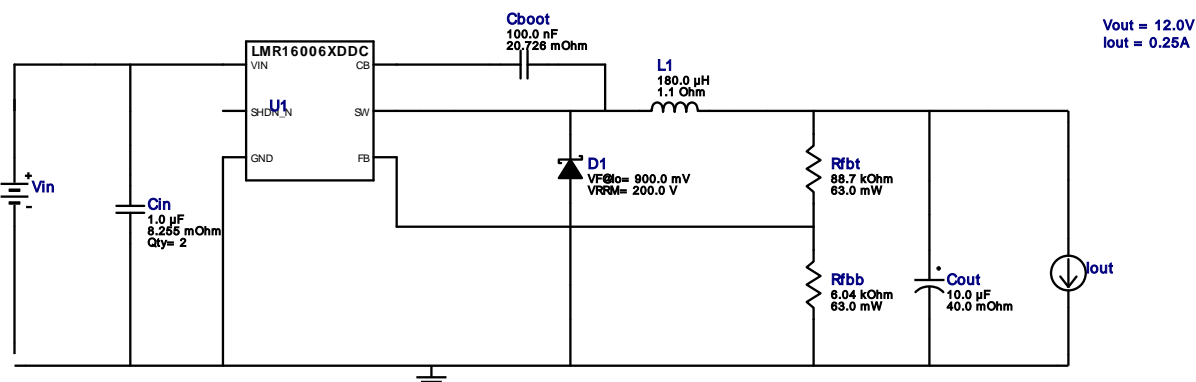 Cboot
100.0 nF
20.726 mOhm
Vout = 12.0V
Iout = 0.25A
LMR16006XDDC
VIN
CB
U1
SHDN_N
SW
GND
FB
L1
180.0 µH
1.1 Ohm
D1
VF@Io= 900.0 mV
VRRM= 200.0 V
Rfbt
88.7 kOhm
63.0 mW
+
Vin
-
Cin
1.0 µF
8.255 mOhm
Qty= 2
Rfbb
6.04 kOhm
63.0 mW
Cout
10.0 µF
40.0 mOhm
Iout